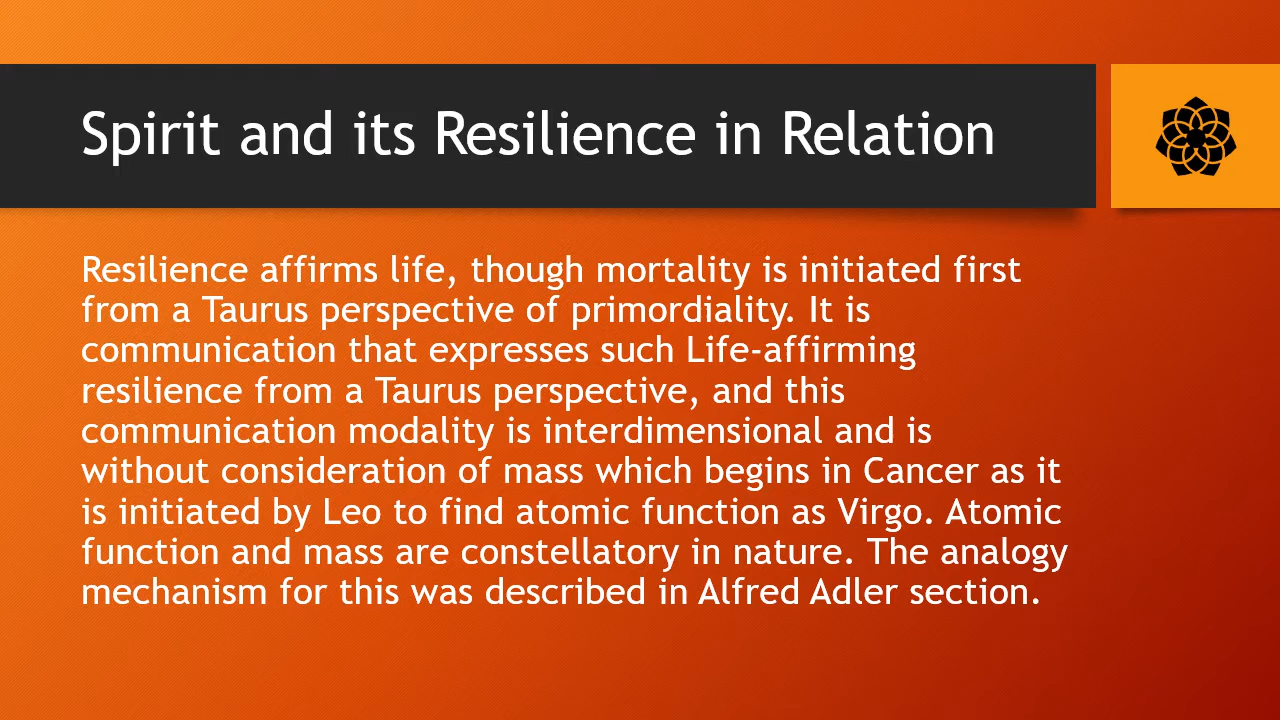 Spirit and its Resilience in Relation
Resilience affirms life, though mortality is initiated first
from a Taurus perspective of primordiality. It is
communication that expresses such Life-affirming
resilience from a Taurus perspective, and this
communication modality is interdimensional and is
without consideration of mass which begins in Cancer as it
is initiated by Leo to find atomic function as Virgo. Atomic
function and mass are constellatory in nature. The analogy
mechanism for this was described in Alfred Adler section.